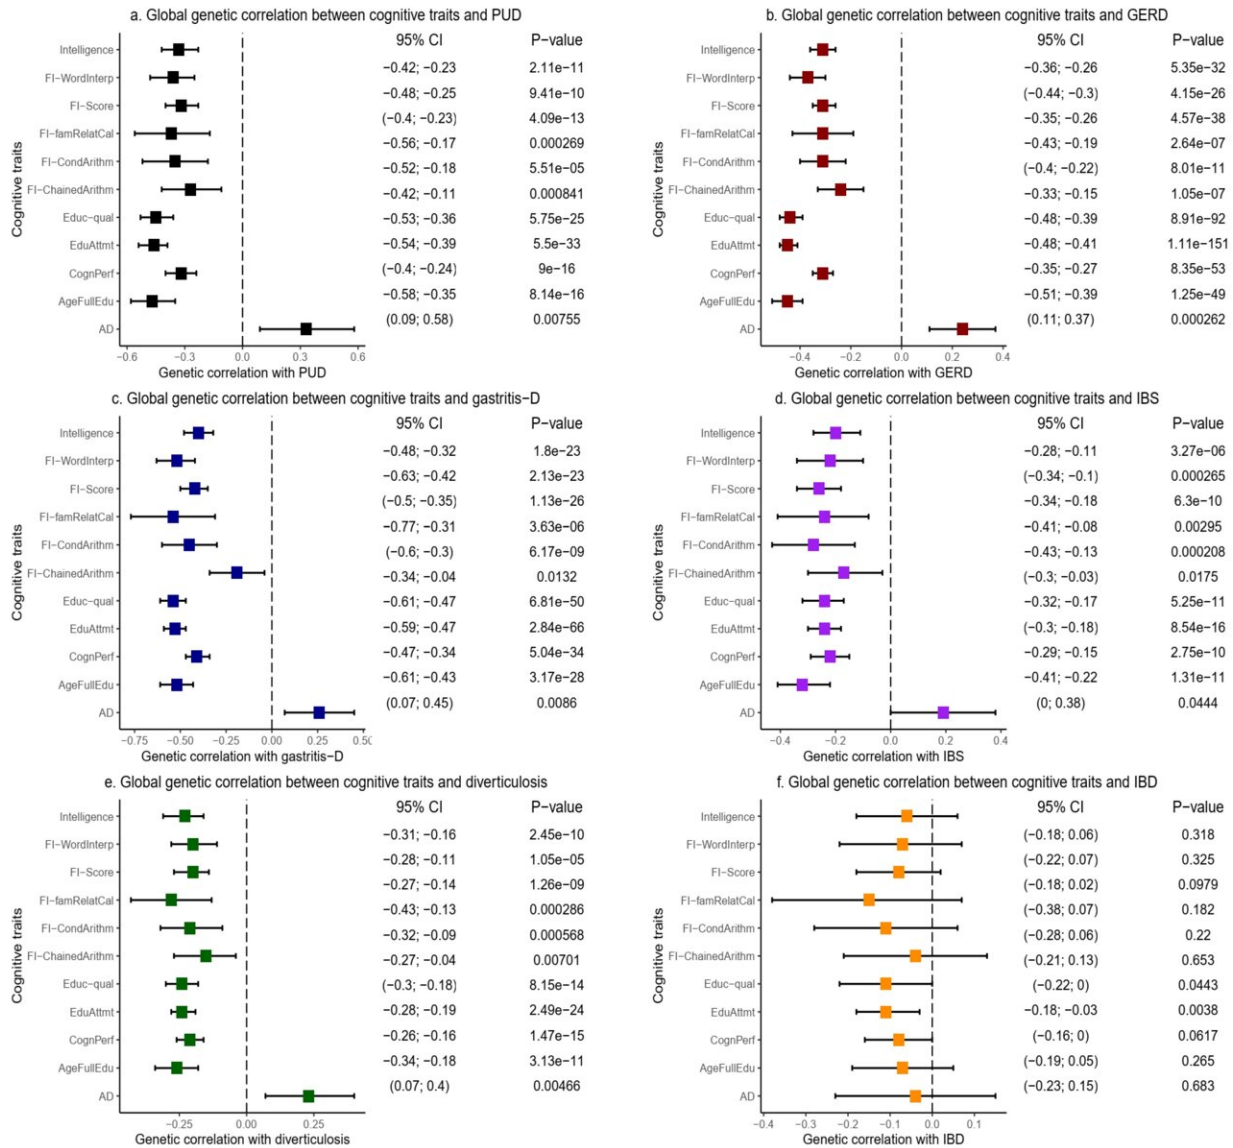 a. Global genetic correlation between cognitive traits and PUD
95% CI P−value
Cognitive traits
Intelligence −0.42; −0.23 2.11e−11
FI−WordInterp −0.48; −0.25 9.41e−10
FI−Score (−0.4; −0.23) 4.09e−13
FI−famRelatCal −0.56; −0.17 0.000269
FI−CondArithm −0.52; −0.18 5.51e−05
FI−ChainedArithm −0.42; −0.11 0.000841
Educ−qual −0.53; −0.36 5.75e−25
EduAttmt −0.54; −0.39 5.5e−33
CognPerf (−0.4; −0.24) 9e−16
AgeFullEdu −0.58; −0.35 8.14e−16
AD (0.09; 0.58) 0.00755
−0.6 −0.3 0.0 0.3 0.6
Genetic correlation with PUD
b. Global genetic correlation between cognitive traits and GERD
95% CI P−value
Cognitive traits
Intelligence −0.36; −0.26 5.35e−32
FI−WordInterp (−0.44; −0.3) 4.15e−26
FI−Score −0.35; −0.26 4.57e−38
FI−famRelatCal −0.43; −0.19 2.64e−07
FI−CondArithm (−0.4; −0.22) 8.01e−11
FI−ChainedArithm −0.33; −0.15 1.05e−07
Educ−qual −0.48; −0.39 8.91e−92
EduAttmt −0.48; −0.41 1.11e−151
CognPerf −0.35; −0.27 8.35e−53
AgeFullEdu −0.51; −0.39 1.25e−49
AD (0.11; 0.37) 0.000262
−0.4 −0.2 0.0 0.2 0.4
Genetic correlation with GERD
c. Global genetic correlation between cognitive traits and gastritis−D
95% CI P−value
Cognitive traits
Intelligence −0.48; −0.32 1.8e−23
FI−WordInterp −0.63; −0.42 2.13e−23
FI−Score (−0.5; −0.35) 1.13e−26
FI−famRelatCal −0.77; −0.31 3.63e−06
FI−CondArithm (−0.6; −0.3) 6.17e−09
FI−ChainedArithm −0.34; −0.04 0.0132
Educ−qual −0.61; −0.47 6.81e−50
EduAttmt −0.59; −0.47 2.84e−66
CognPerf −0.47; −0.34 5.04e−34
AgeFullEdu −0.61; −0.43 3.17e−28
AD (0.07; 0.45) 0.0086
−0.75 −0.50 −0.25 0.00 0.25
Genetic correlation with gastritis−D
d. Global genetic correlation between cognitive traits and IBS
95% CI P−value
Cognitive traits
Intelligence −0.28; −0.11 3.27e−06
FI−WordInterp (−0.34; −0.1) 0.000265
FI−Score −0.34; −0.18 6.3e−10
FI−famRelatCal −0.41; −0.08 0.00295
FI−CondArithm −0.43; −0.13 0.000208
FI−ChainedArithm (−0.3; −0.03) 0.0175
Educ−qual −0.32; −0.17 5.25e−11
EduAttmt (−0.3; −0.18) 8.54e−16
CognPerf −0.29; −0.15 2.75e−10
AgeFullEdu −0.41; −0.22 1.31e−11
AD (0; 0.38) 0.0444
−0.4 −0.2 0.0 0.2 0.4
Genetic correlation with IBS
e. Global genetic correlation between cognitive traits and diverticulosis
95% CI P−value
Cognitive traits
Intelligence −0.31; −0.16 2.45e−10
FI−WordInterp −0.28; −0.11 1.05e−05
FI−Score −0.27; −0.14 1.26e−09
FI−famRelatCal −0.43; −0.13 0.000286
FI−CondArithm −0.32; −0.09 0.000568
FI−ChainedArithm −0.27; −0.04 0.00701
Educ−qual (−0.3; −0.18) 8.15e−14
EduAttmt −0.28; −0.19 2.49e−24
CognPerf −0.26; −0.16 1.47e−15
AgeFullEdu −0.34; −0.18 3.13e−11
AD (0.07; 0.4) 0.00466
−0.25 0.00 0.25
Genetic correlation with diverticulosis
f. Global genetic correlation between cognitive traits and IBD
95% CI P−value
Cognitive traits
Intelligence (−0.18; 0.06) 0.318
FI−WordInterp (−0.22; 0.07) 0.325
FI−Score (−0.18; 0.02) 0.0979
FI−famRelatCal (−0.38; 0.07) 0.182
FI−CondArithm (−0.28; 0.06) 0.22
FI−ChainedArithm (−0.21; 0.13) 0.653
Educ−qual (−0.22; 0) 0.0443
EduAttmt −0.18; −0.03 0.0038
CognPerf (−0.16; 0) 0.0617
AgeFullEdu (−0.19; 0.05) 0.265
AD (−0.23; 0.15) 0.683
−0.4 −0.3 −0.2 −0.1 0.0 0.1
Genetic correlation with IBD